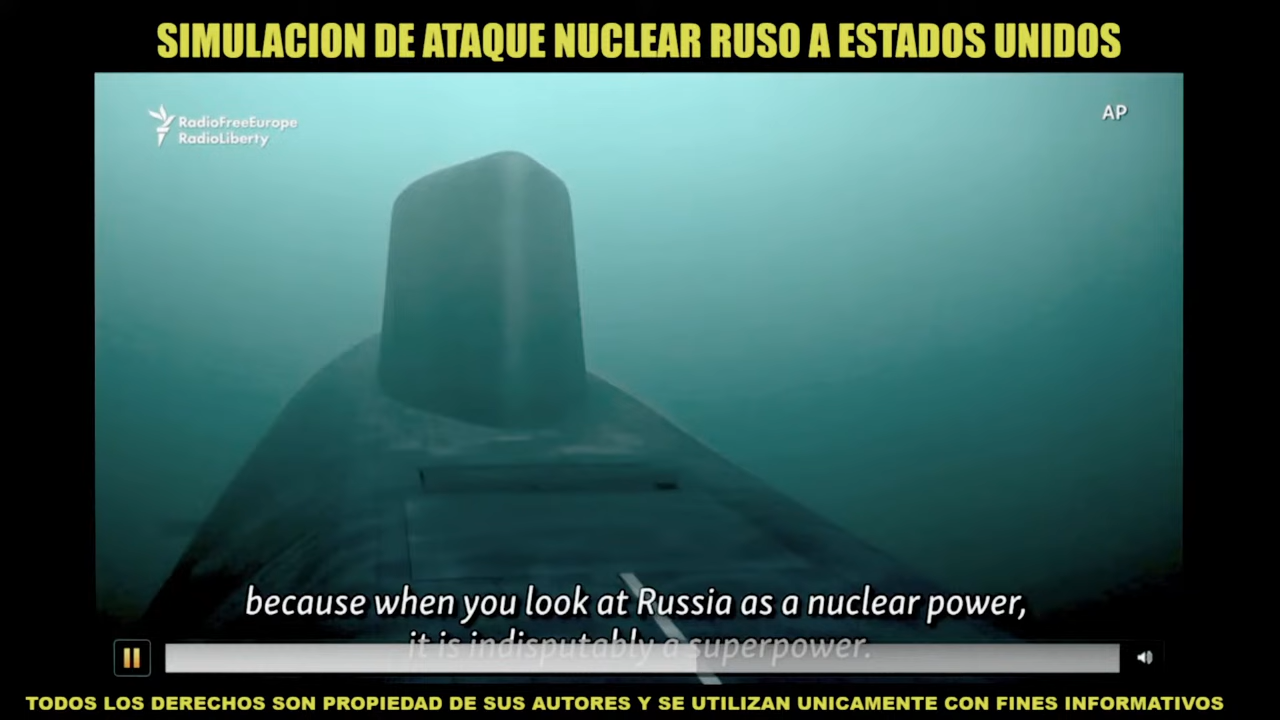 SIMULACION DE ATAQUE NUCLEAR RUSO A ESTADOS UNIDOS
RadioFreeEurope
RadioLiberty
AP
because when you look at Russia as a nuclear power,
it is indisputably a superpower.
TODOS LOS DERECHOS SON PROPIEDAD DE SUS AUTORES Y SE UTILIZAN UNICAMENTE CON FINES INFORMATIVOS